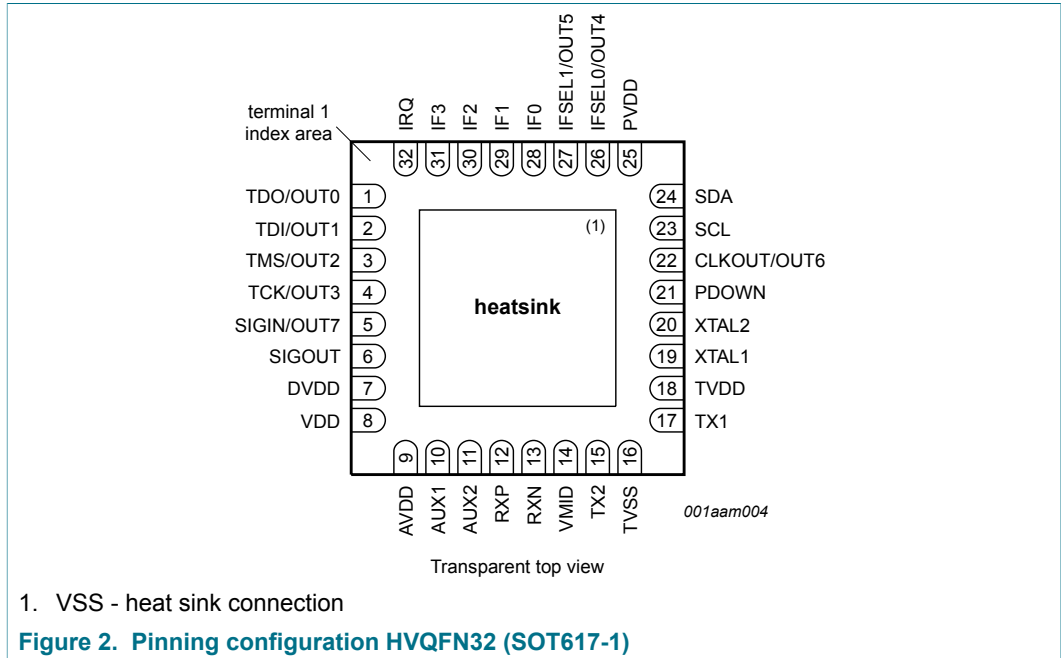 terminal 1
index area
IRQ
IF3
IF2
IF1
IF0
IFSEL1/OUT5
IFSEL0/OUT4
PVDD
32
31
30
29
28
27
26
25
TDO/OUT0 1
TDI/OUT1 2
TMS/OUT2 3
TCK/OUT3 4
SIGIN/OUT7 5
SIGOUT 6
DVDD 7
VDD 8
(1)
heatsink
24 SDA
23 SCL
22 CLKOUT/OUT6
21 PDOWN
20 XTAL2
19 XTAL1
18 TVDD
17 TX1
9
10
11
12
13
14
15
16
AVDD
AUX1
AUX2
RXP
RXN
VMID
TX2
TVSS
001aam004
Transparent top view
1. VSS - heat sink connection
Figure 2. Pinning configuration HVQFN32 (SOT617-1)